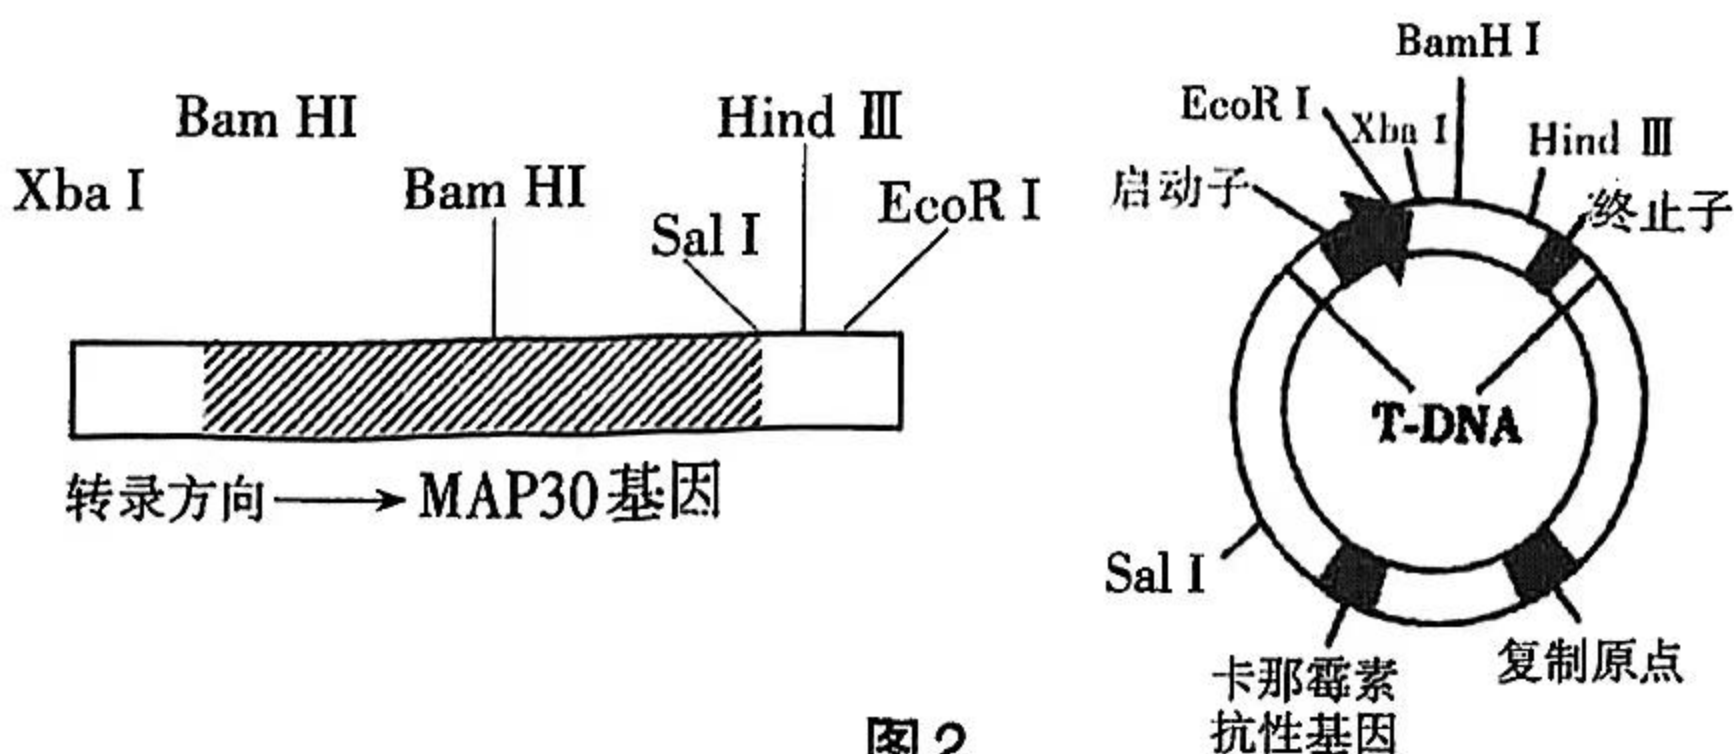 Bam HI
Xba I
Bam HI
Sal I
Hind III
EcoR I
转录方向 MAP30基因
BamH I
EcoR I
Xba I
Hind III
启动子
终止子
T-DNA
Sal I
卡那霉素
抗性基因
复制原点
图2